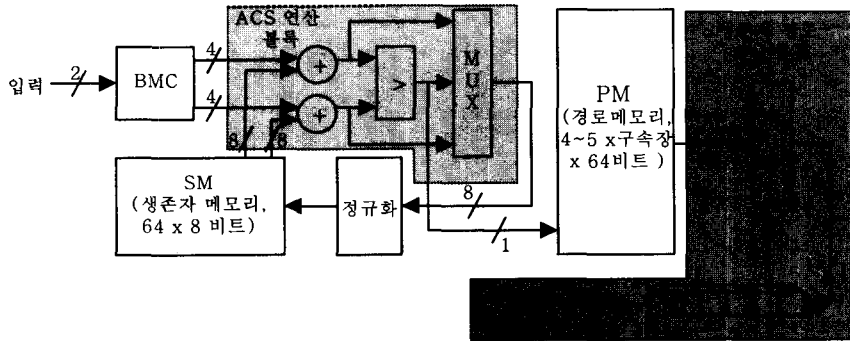 ACS 연산
블록
입력
2
BMC
4
4
8
8
+
+
>
MUX
PM
(경로메모리,
4~5 x구속장
x 64비트 )
SM
(생존자 메모리,
64 x 8 비트)
정규화
8
1